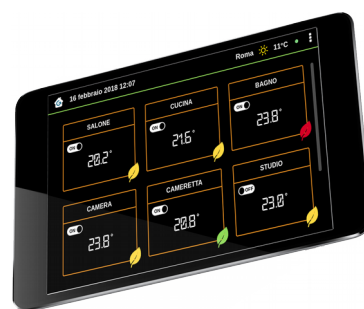 16 febbraio 2018 12:07
Roma 11°C
SALONE
ON
20.2°
CUCINA
ON
21.6°
BAGNO
ON
23.8°
CAMERA
ON
23.8°
CAMERETTA
ON
20.8°
STUDIO
OFF
23.0°